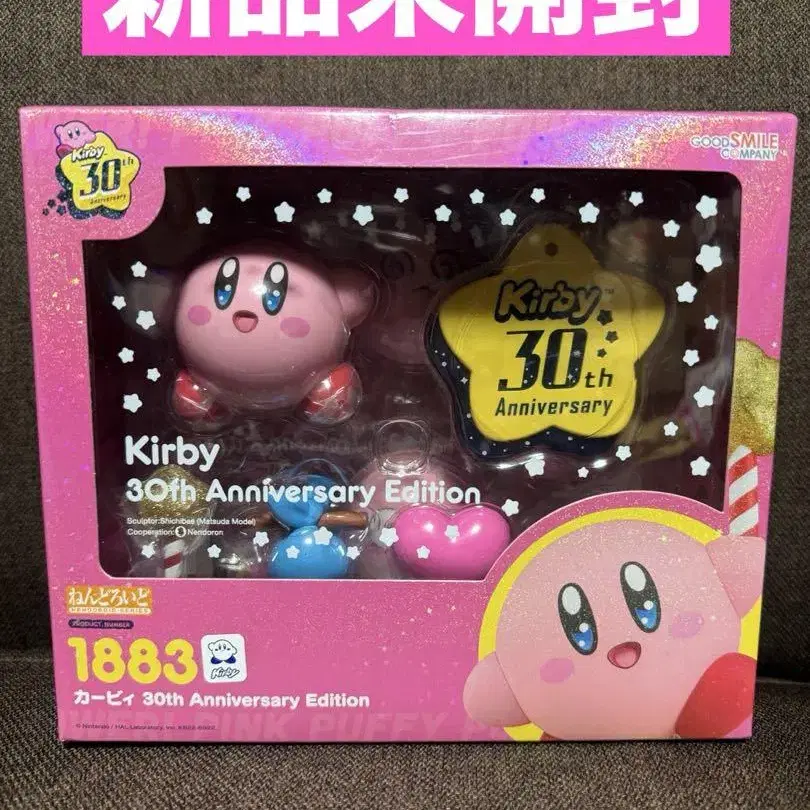 新品未開封
Kirby
30th
Anniversary
GOOD SMILE
COMPANY
Kirby
30th
Anniversary
Kirby
30th Anniversary Edition
Sculptor: Shichibee (Matsuda Model)
Cooperation: Nendoron
ねんどろいど
NENDOROID SERIES
PRODUCT NUMBER
1883
Kirby
カービィ 30th Anniversary Edition
© Nintendo / HAL Laboratory, Inc.
PINK PUFFY